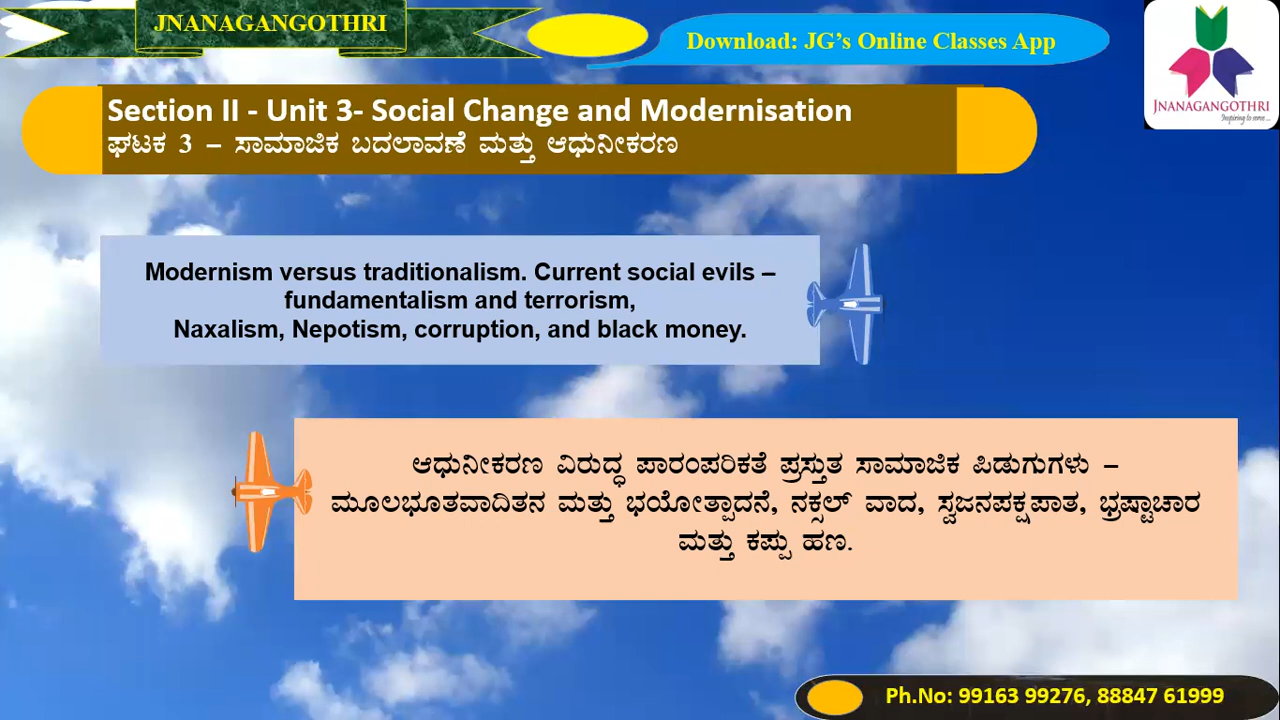 JNANAGANGOTHRI
Download: JG's Online Classes App
JNANAGANGOTHRI
Inspiring to serve ...
Section II - Unit 3- Social Change and Modernisation
ಘಟಕ 3 – ಸಾಮಾಜಿಕ ಬದಲಾವಣೆ ಮತ್ತು ಆಧುನೀಕರಣ
Modernism versus traditionalism. Current social evils –
fundamentalism and terrorism,
Naxalism, Nepotism, corruption, and black money.
ಆಧುನೀಕರಣ ವಿರುದ್ಧ ಪಾರಂಪರಿಕತೆ ಪ್ರಸ್ತುತ ಸಾಮಾಜಿಕ ಪಿಡುಗುಗಳು –
ಮೂಲಭೂತವಾದಿತನ ಮತ್ತು ಭಯೋತ್ಪಾದನೆ, ನಕ್ಸಲ್ ವಾದ, ಸ್ವಜನಪಕ್ಷಪಾತ, ಭ್ರಷ್ಟಾಚಾರ
ಮತ್ತು ಕಪ್ಪು ಹಣ.
Ph.No: 99163 99276, 88847 61999